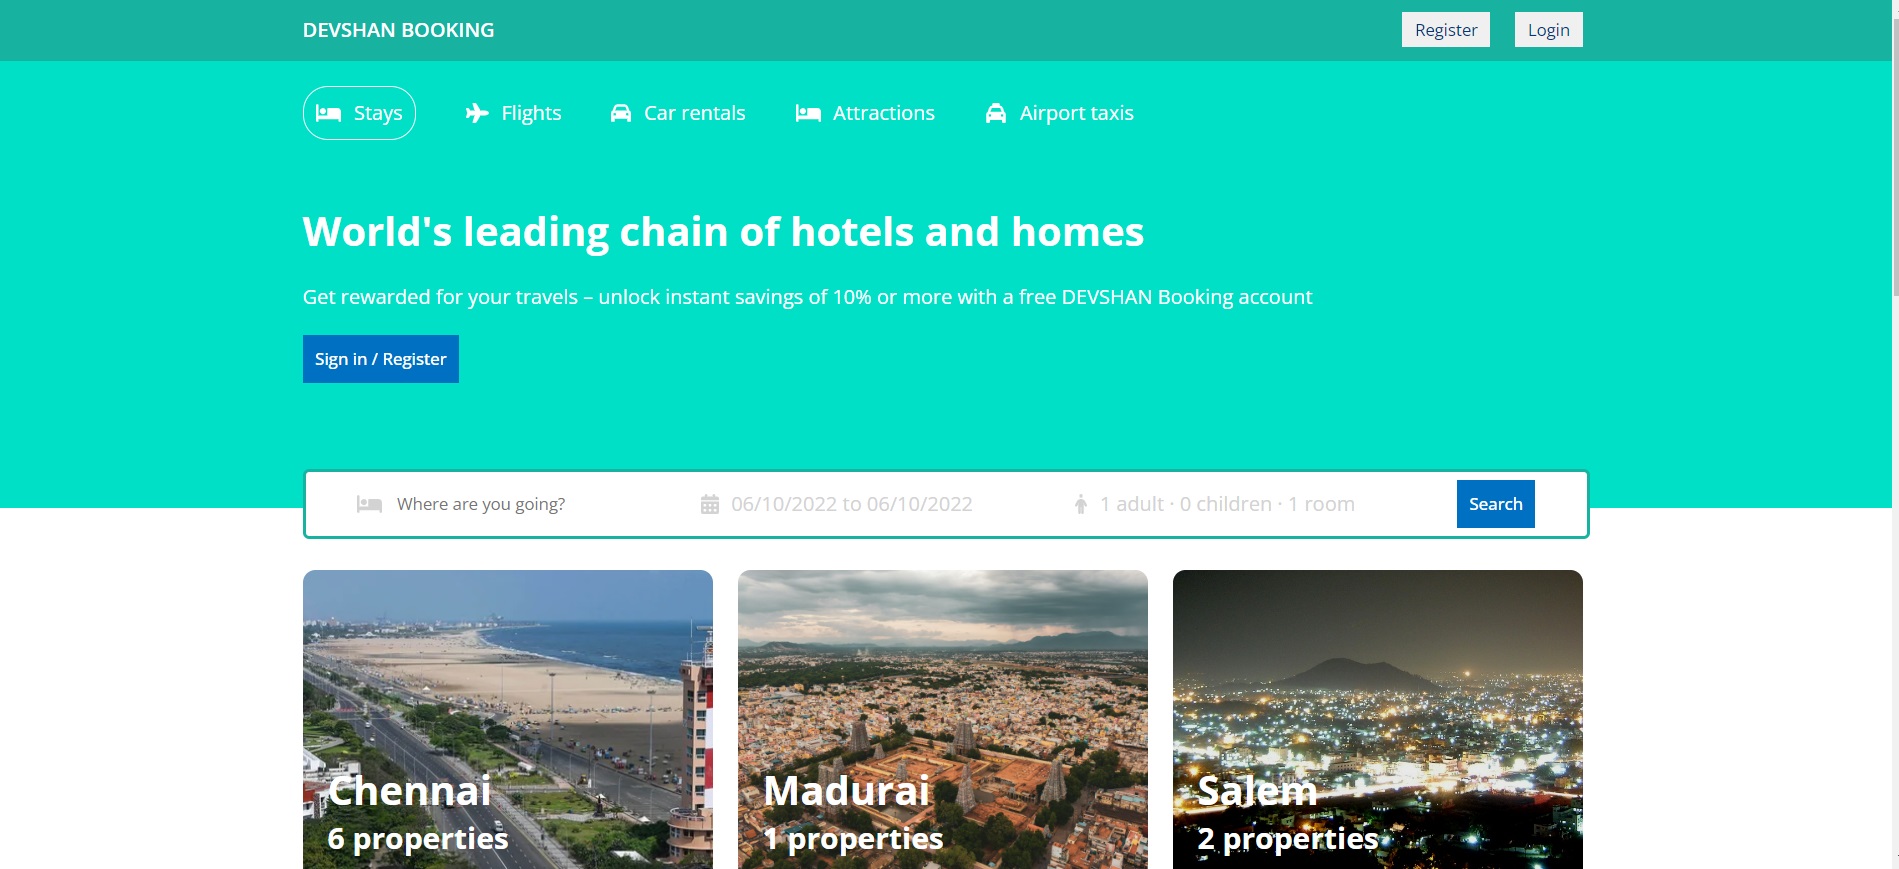 DEVSHAN BOOKING
Register
Login
Stays
Flights
Car rentals
Attractions
Airport taxis
World's leading chain of hotels and homes
Get rewarded for your travels – unlock instant savings of 10% or more with a free DEVSHAN Booking account
Sign in / Register
Where are you going?
06/10/2022 to 06/10/2022
1 adult · 0 children · 1 room
Search
Chennai
6 properties
Madurai
1 properties
Salem
2 properties